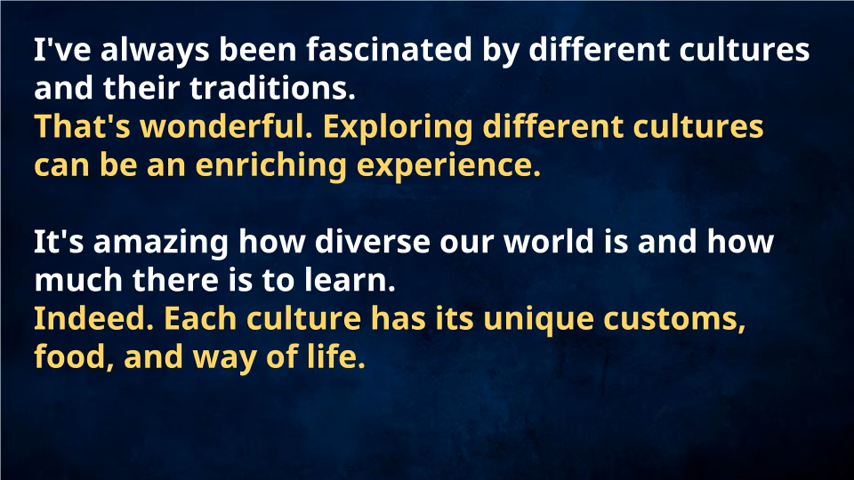 I've always been fascinated by different cultures
and their traditions.
That's wonderful. Exploring different cultures
can be an enriching experience.
It's amazing how diverse our world is and how
much there is to learn.
Indeed. Each culture has its unique customs,
food, and way of life.